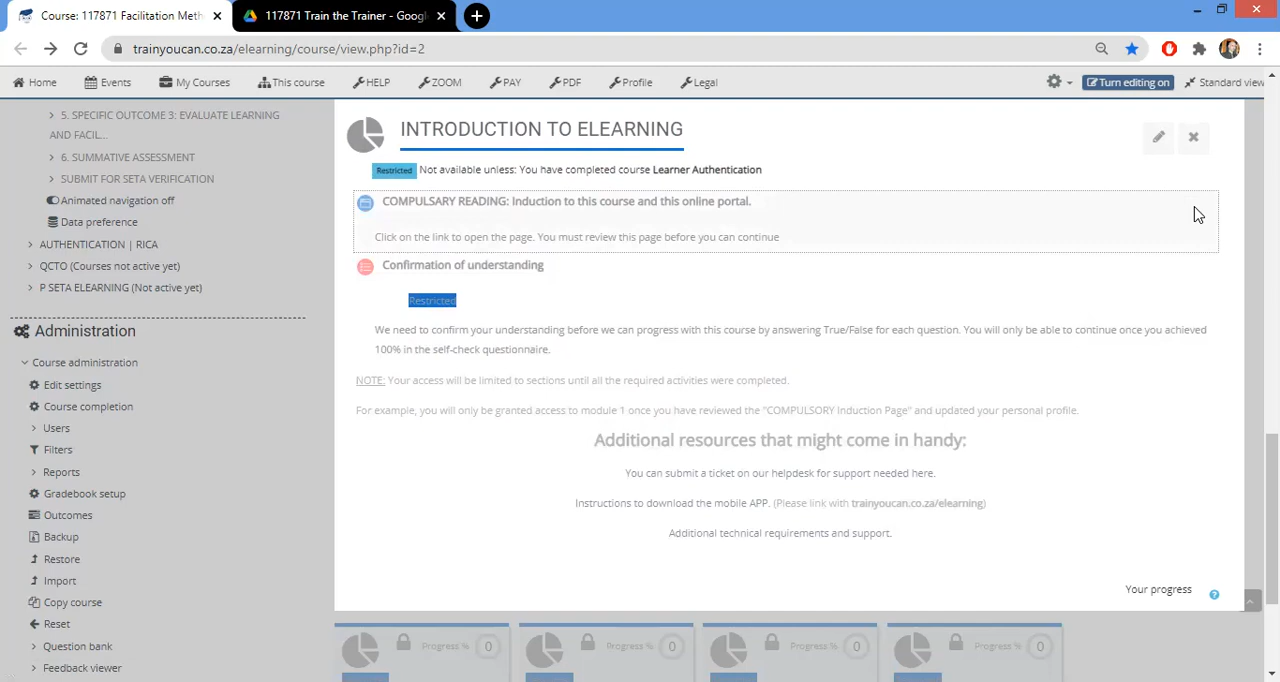 Course: 117871 Facilitation Meth
117871 Train the Trainer - Googl
trainyoucan.co.za/elearning/course/view.php?id=2
Home Events My Courses This course HELP ZOOM PAY PDF Profile Legal Turn editing on Standard view
5. SPECIFIC OUTCOME 3: EVALUATE LEARNING
AND FACIL...
6. SUMMATIVE ASSESSMENT
SUBMIT FOR SETA VERIFICATION
Animated navigation off
Data preference
AUTHENTICATION | RICA
QCTO (Courses not active yet)
P SETA ELEARNING (Not active yet)
Administration
Course administration
Edit settings
Course completion
Users
Filters
Reports
Gradebook setup
Outcomes
Backup
Restore
Import
Copy course
Reset
Question bank
Feedback viewer
INTRODUCTION TO ELEARNING
Restricted Not available unless: You have completed course Learner Authentication
COMPULSARY READING: Induction to this course and this online portal.
Click on the link to open the page. You must review this page before you can continue
Confirmation of understanding
Restricted
We need to confirm your understanding before we can progress with this course by answering True/False for each question. You will only be able to continue once you achieved
100% in the self-check questionnaire.
NOTE: Your access will be limited to sections until all the required activities were completed.
For example, you will only be granted access to module 1 once you have reviewed the "COMPULSORY Induction Page" and updated your personal profile.
Additional resources that might come in handy:
You can submit a ticket on our helpdesk for support needed here.
Instructions to download the mobile APP. (Please link with trainyoucan.co.za/elearning)
Additional technical requirements and support.
Your progress
Progress % 0
Progress % 0
Progress % 0
Progress % 0